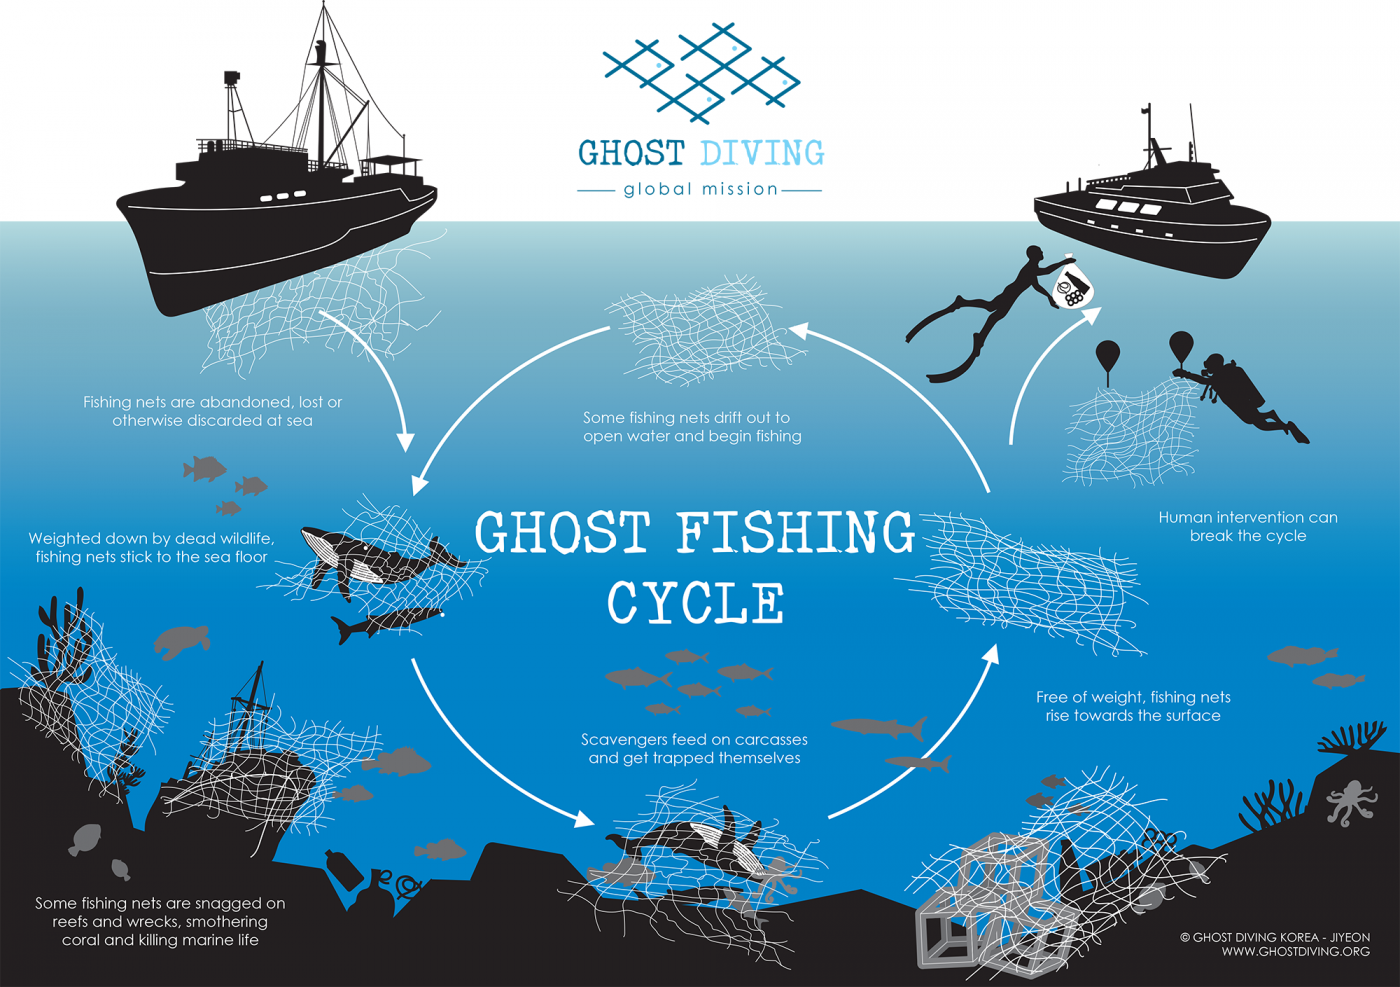 GHOST DIVING
global mission
Fishing nets are abandoned, lost or
otherwise discarded at sea
Some fishing nets drift out to
open water and begin fishing
Human intervention can
break the cycle
Weighted down by dead wildlife,
fishing nets stick to the sea floor
GHOST FISHING
CYCLE
Free of weight, fishing nets
rise towards the surface
Scavengers feed on carcasses
and get trapped themselves
Some fishing nets are snagged on
reefs and wrecks, smothering
coral and killing marine life
© GHOST DIVING KOREA - JIYEON
WWW.GHOSTDIVING.ORG